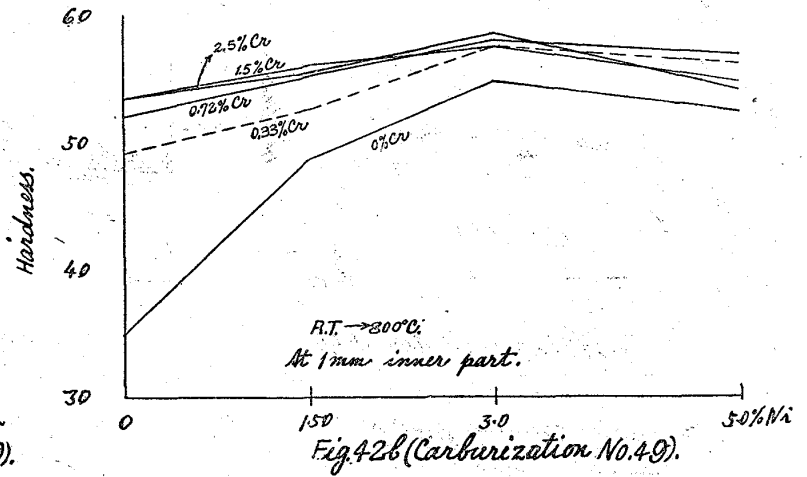 60
2.5%Cr
1.5%Cr
0.72%Cr
0.33%Cr
0%Cr
50
Hardness.
40
R.T.→800°C.
At 1mm inner part.
30
0 1.50 3.0 5.0%Ni
Fig.42b(Carburization No.49).
).